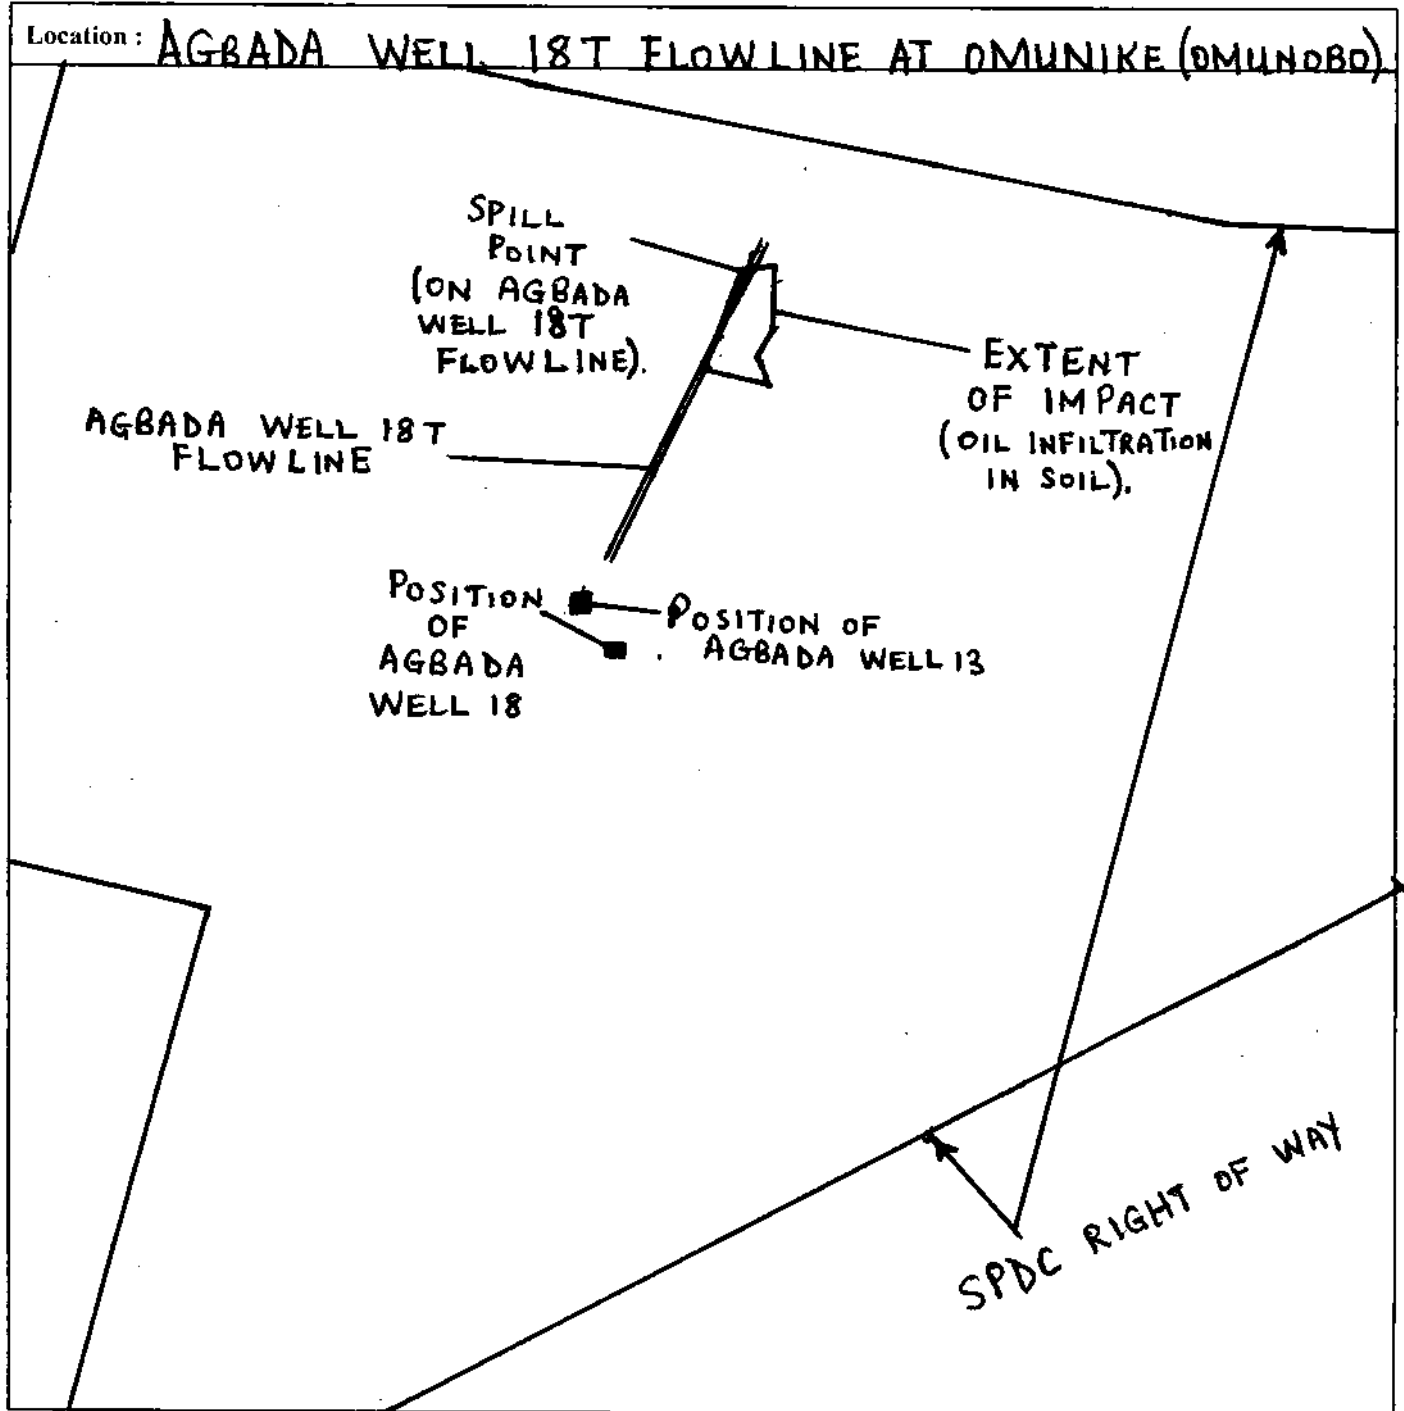 Location : AGBADA WELL 18T FLOWLINE AT OMUNIKE (OMUNOBO)
SPILL
POINT
(ON AGBADA
WELL 18T
FLOWLINE).
EXTENT
OF IMPACT
(OIL INFILTRATION
IN SOIL).
AGBADA WELL 18T
FLOWLINE
POSITION
OF
AGBADA
WELL 18
POSITION OF
AGBADA WELL 13
SPDC RIGHT OF WAY